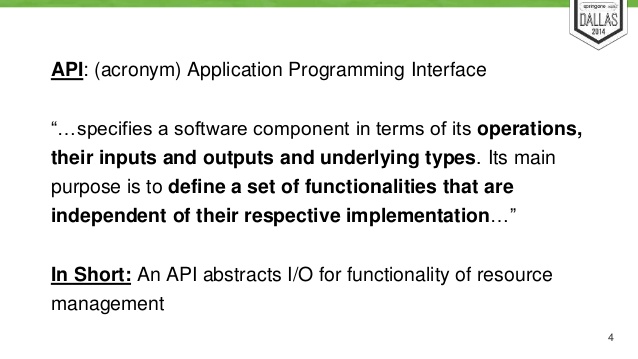 springone 2GX
DALLAS
2014
API: (acronym) Application Programming Interface
“…specifies a software component in terms of its operations,
their inputs and outputs and underlying types. Its main
purpose is to define a set of functionalities that are
independent of their respective implementation…”
In Short: An API abstracts I/O for functionality of resource
management
4